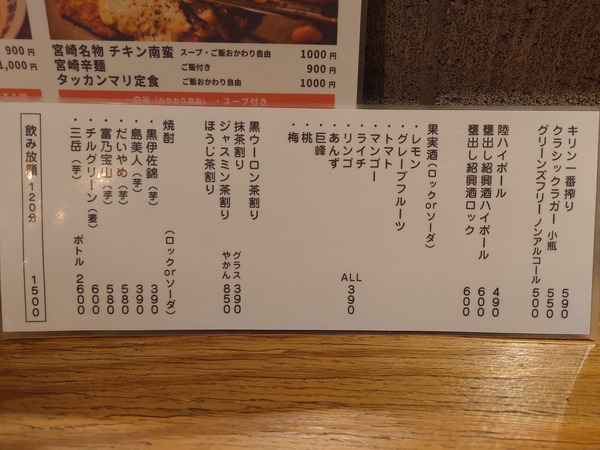 900円
1,000円
宮崎名物 チキン南蛮 スープ・ご飯おかわり自由 1000円
宮崎辛麺 ご飯付き 900円
タッカンマリ定食 ご飯おかわり自由 1000円
(おかわり自由)・スープ付き
キリン一番搾り 590
クラシックラガー 小瓶 550
グリーンズフリー ノンアルコール 500
陸ハイボール 490
甕出し紹興酒ハイボール 600
甕出し紹興酒ロック 600
果実酒(ロックorソーダ)
・レモン
・グレープフルーツ
・トマト
・マンゴー
・ライチ
・リンゴ ALL 390
・あんず
・巨峰
・桃
・梅
黒ウーロン茶割り
抹茶割り グラス 390
ジャスミン茶割り やかん 850
ほうじ茶割り
焼酎 (ロックorソーダ)
・黒伊佐錦(芋) 390
・島美人(芋) 390
・だいやめ(芋) 580
・富乃宝山(芋) 580
・チルグリーン(麦) 600
・三岳(芋) ボトル 2600
飲み放題 120分 1500